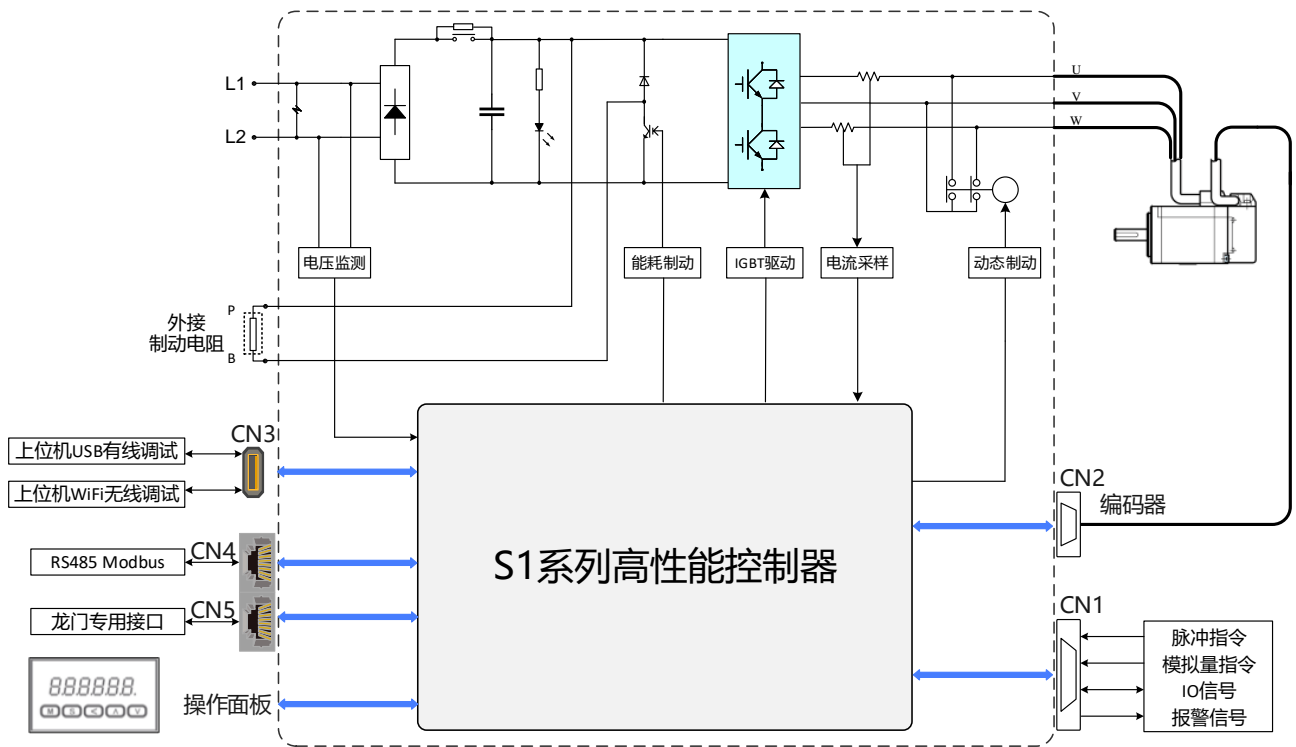 L1
L2
U
V
W
电压监测
能耗制动
IGBT驱动
电流采样
动态制动
P
外接
制动电阻
B
CN3
上位机USB有线调试
上位机WiFi无线调试
CN2
编码器
CN4
RS485 Modbus
S1系列高性能控制器
CN5
龙门专用接口
CN1
脉冲指令
模拟量指令
IO信号
报警信号
888888.
M S < ∧ ∨
操作面板